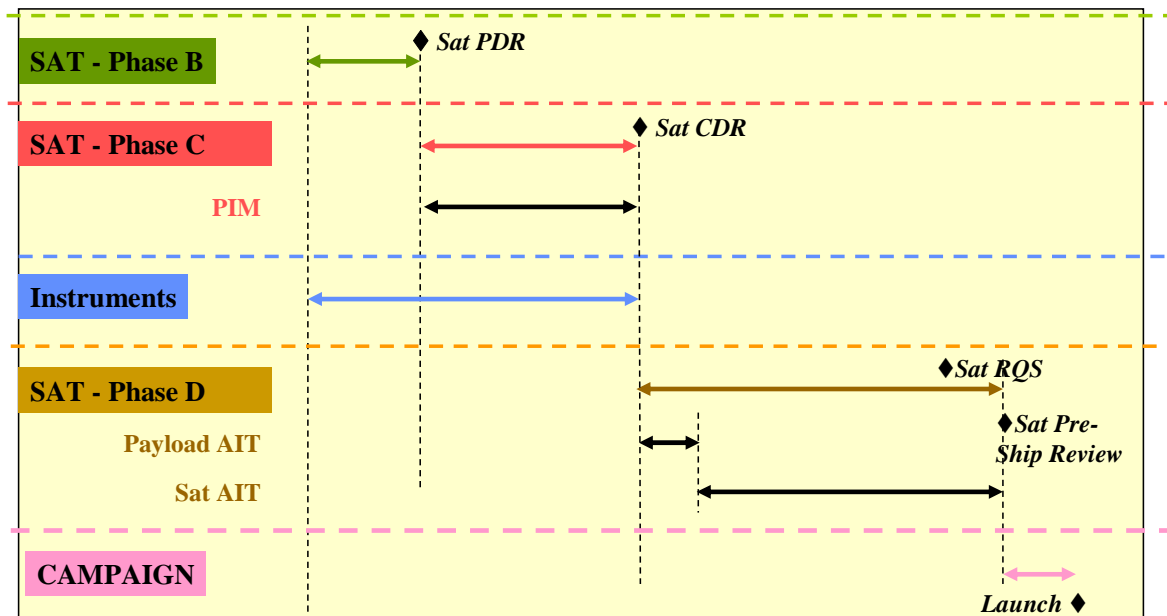 Sat PDR
SAT - Phase B
Sat CDR
SAT - Phase C
PIM
Instruments
Sat RQS
SAT - Phase D
Sat Pre-
Ship Review
Payload AIT
Sat AIT
CAMPAIGN
Launch